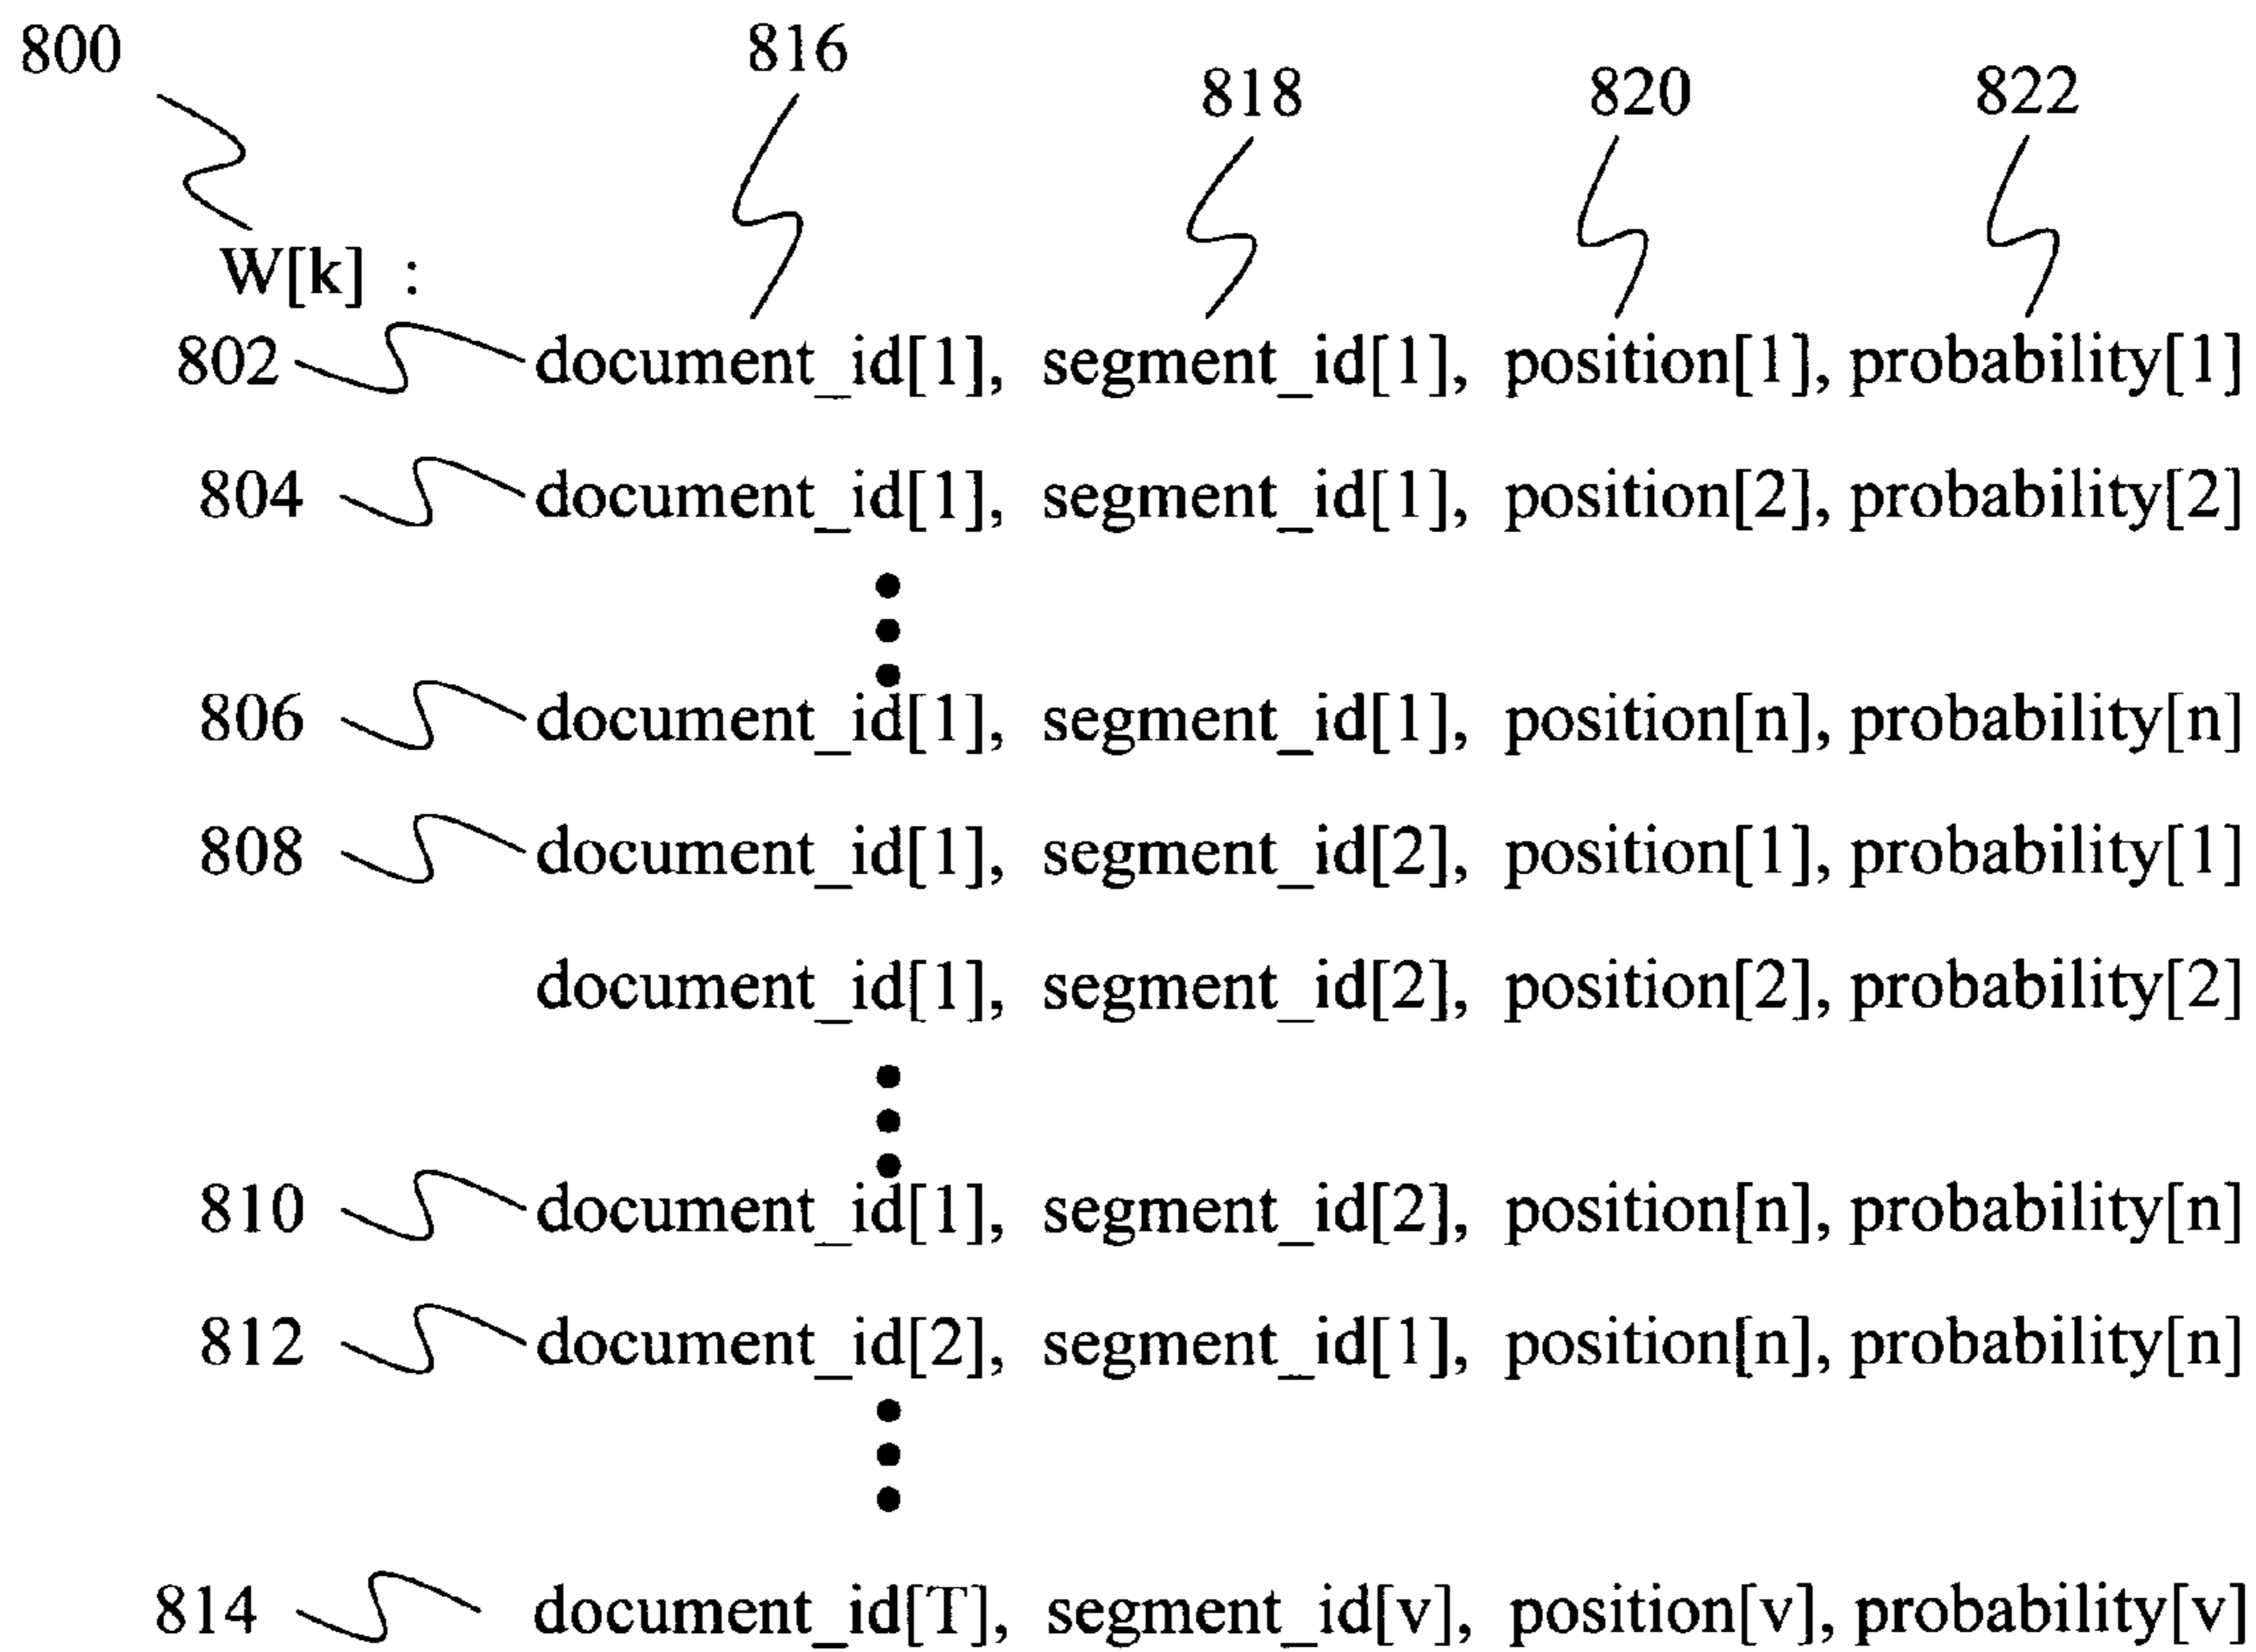 800 816 818 820 822
W[k] :
802 document_id[1], segment_id[1], position[1], probability[1]
804 document_id[1], segment_id[1], position[2], probability[2]
806 document_id[1], segment_id[1], position[n], probability[n]
808 document_id[1], segment_id[2], position[1], probability[1]
document_id[1], segment_id[2], position[2], probability[2]
810 document_id[1], segment_id[2], position[n], probability[n]
812 document_id[2], segment_id[1], position[n], probability[n]
814 document_id[T], segment_id[v], position[v], probability[v]